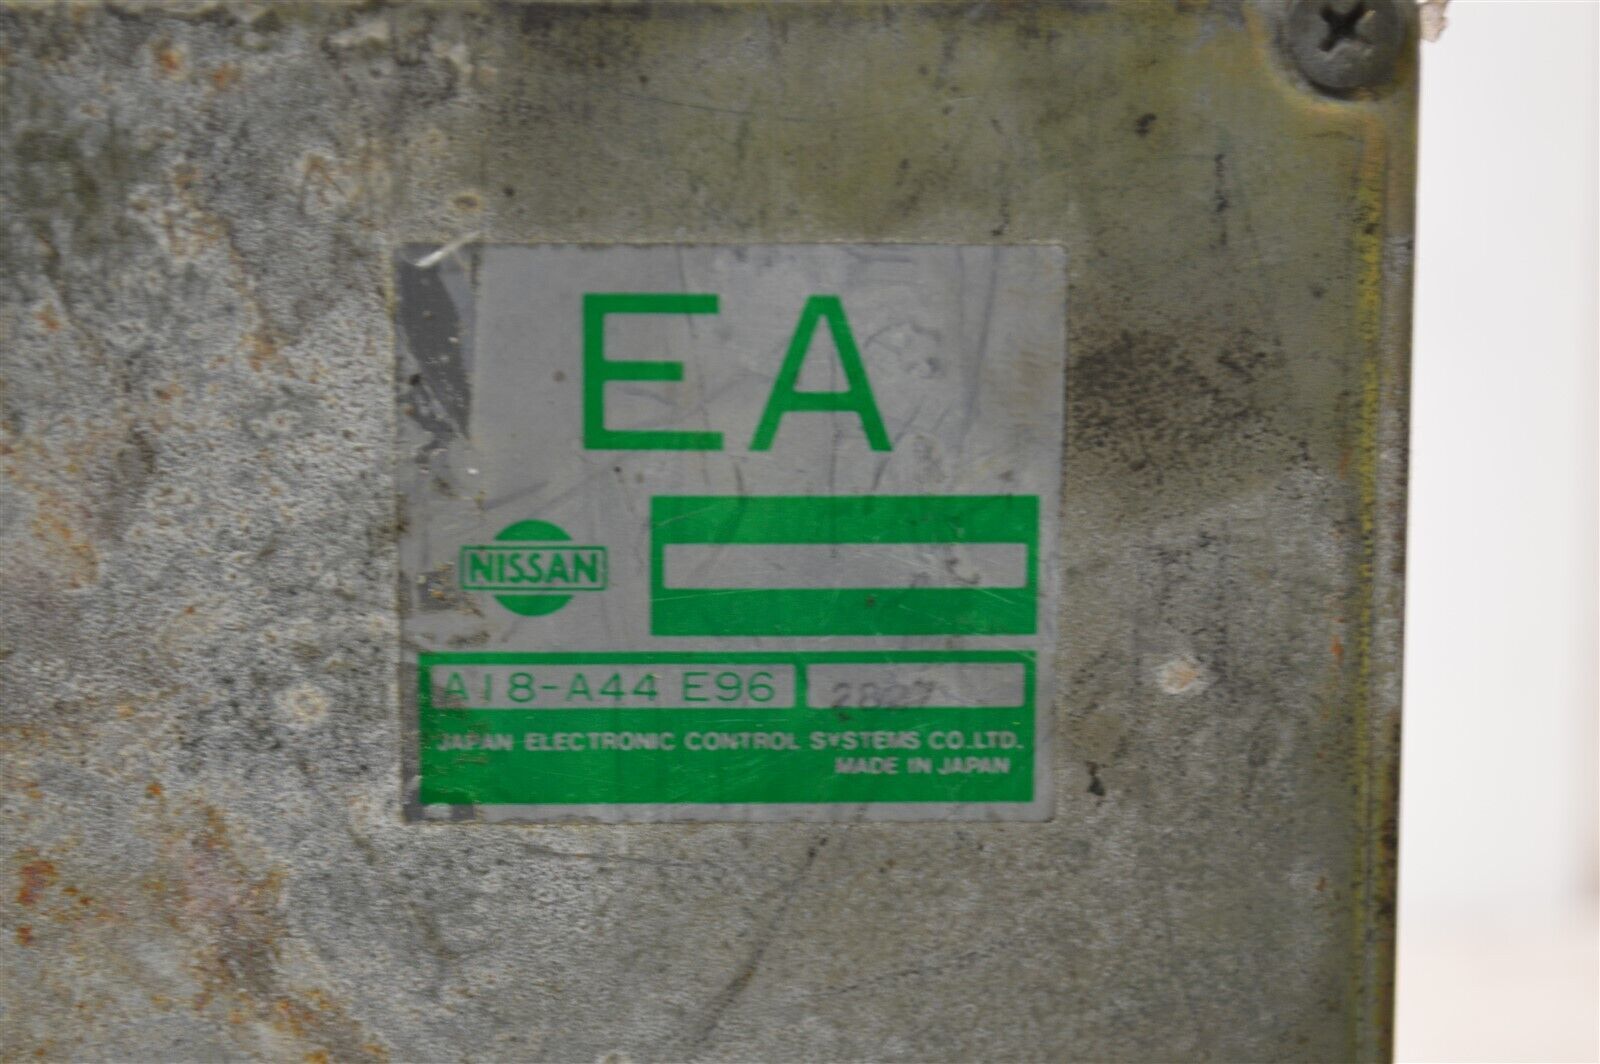 EA
NISSAN
A18-A44 E96 2827
JAPAN ELECTRONIC CONTROL SYSTEMS CO.LTD.
MADE IN JAPAN